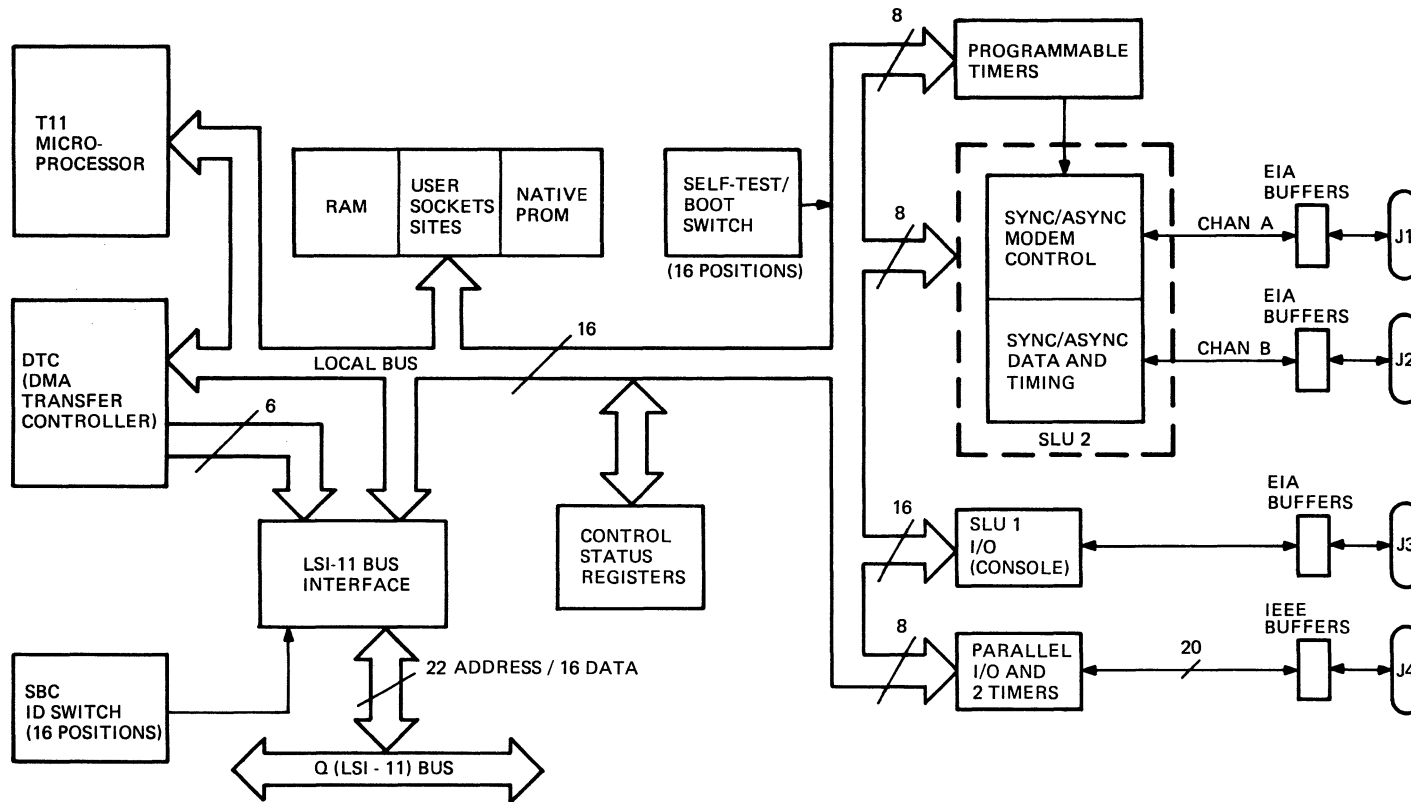 T11
MICRO-
PROCESSOR
DTC
(DMA
TRANSFER
CONTROLLER)
6
SBC
ID SWITCH
(16 POSITIONS)
RAM
USER
SOCKETS
SITES
NATIVE
PROM
LOCAL BUS
16
LSI-11 BUS
INTERFACE
22 ADDRESS / 16 DATA
Q (LSI - 11) BUS
SELF-TEST/
BOOT
SWITCH
(16 POSITIONS)
CONTROL
STATUS
REGISTERS
8
PROGRAMMABLE
TIMERS
8
SYNC/ASYNC
MODEM
CONTROL
SYNC/ASYNC
DATA AND
TIMING
SLU 2
CHAN A
EIA
BUFFERS
J1
CHAN B
EIA
BUFFERS
J2
16
SLU 1
I/O
(CONSOLE)
EIA
BUFFERS
J3
8
PARALLEL
I/O AND
2 TIMERS
20
IEEE
BUFFERS
J4